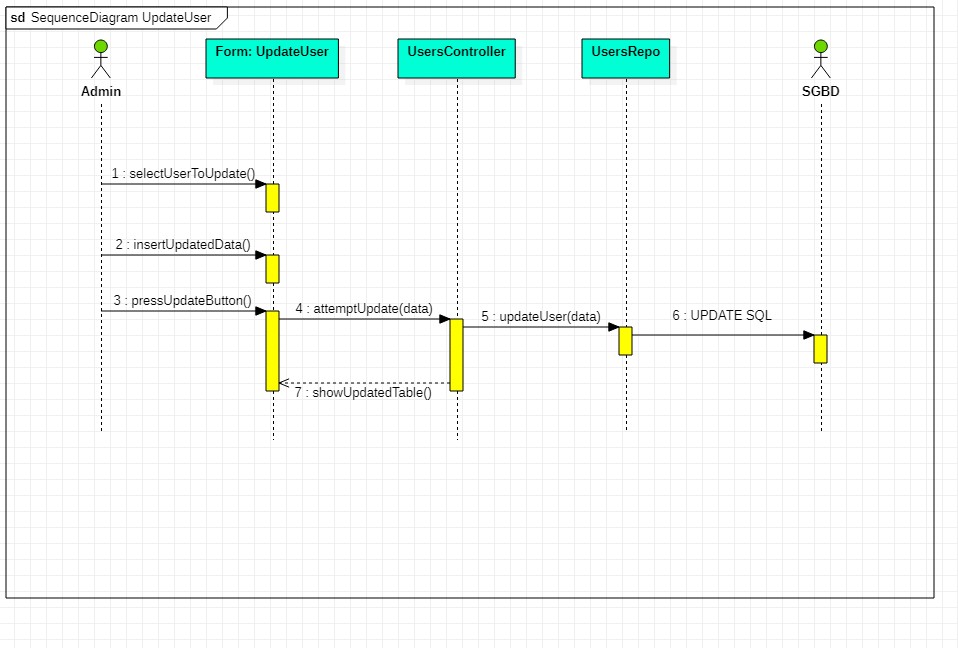 sd SequenceDiagram UpdateUser
Form: UpdateUser
UsersController
UsersRepo
Admin
SGBD
1 : selectUserToUpdate()
2 : insertUpdatedData()
3 : pressUpdateButton()
4 : attemptUpdate(data)
5 : updateUser(data)
6 : UPDATE SQL
7 : showUpdatedTable()